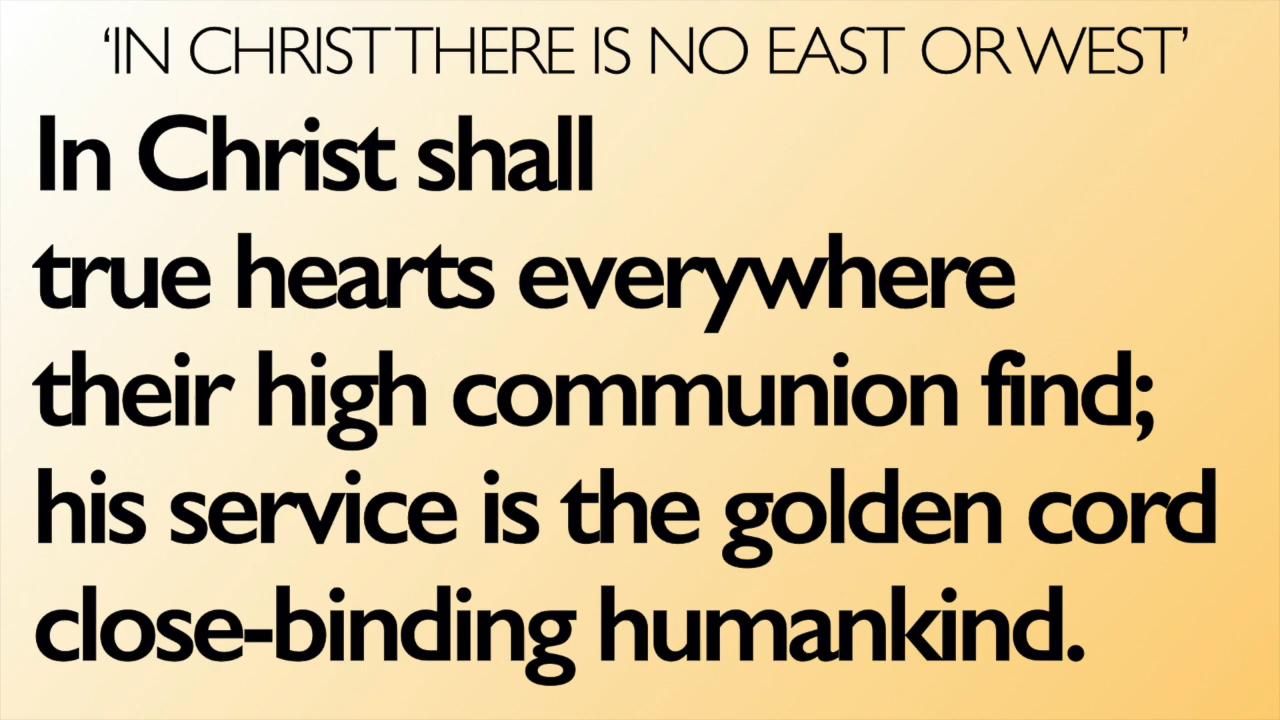 ‘IN CHRIST THERE IS NO EAST OR WEST’
In Christ shall
true hearts everywhere
their high communion find;
his service is the golden cord
close-binding humankind.